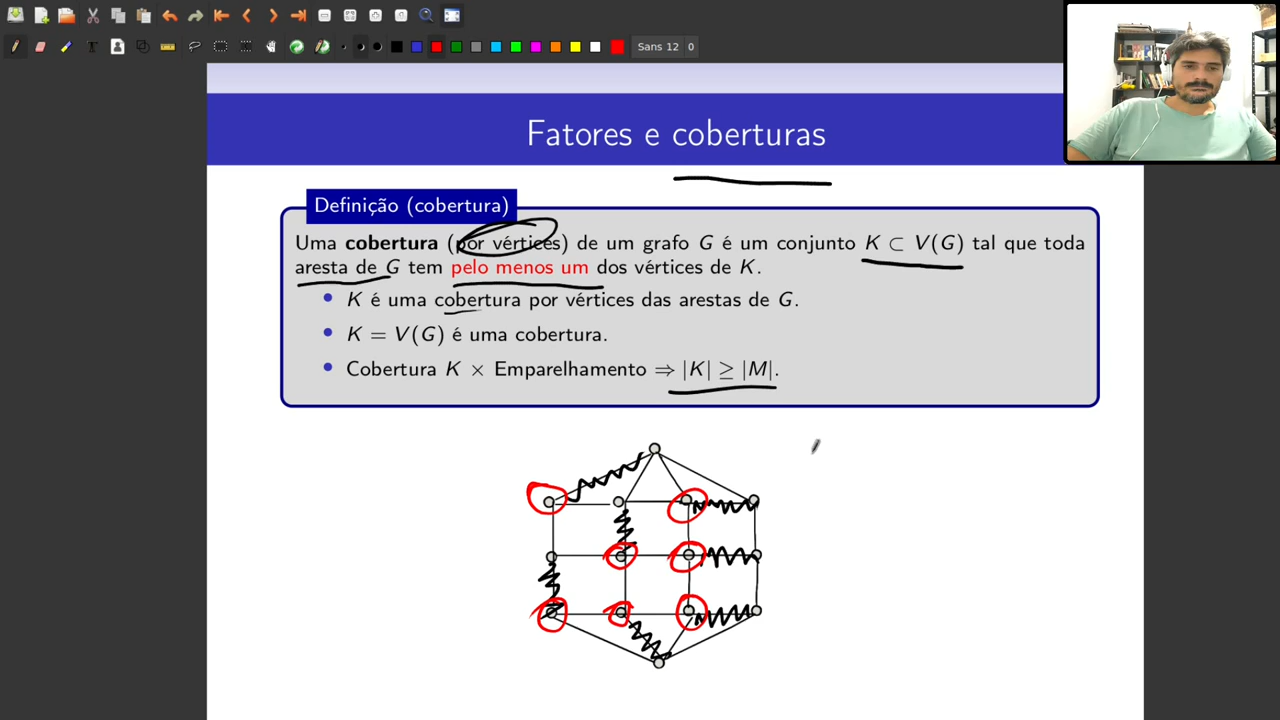 Sans 12 0
Fatores e coberturas
Definição (cobertura)
Uma cobertura (por vértices) de um grafo G é um conjunto K ⊂ V(G) tal que toda
aresta de G tem pelo menos um dos vértices de K.
• K é uma cobertura por vértices das arestas de G.
• K = V(G) é uma cobertura.
• Cobertura K × Emparelhamento ⇒ |K| ≥ |M|.